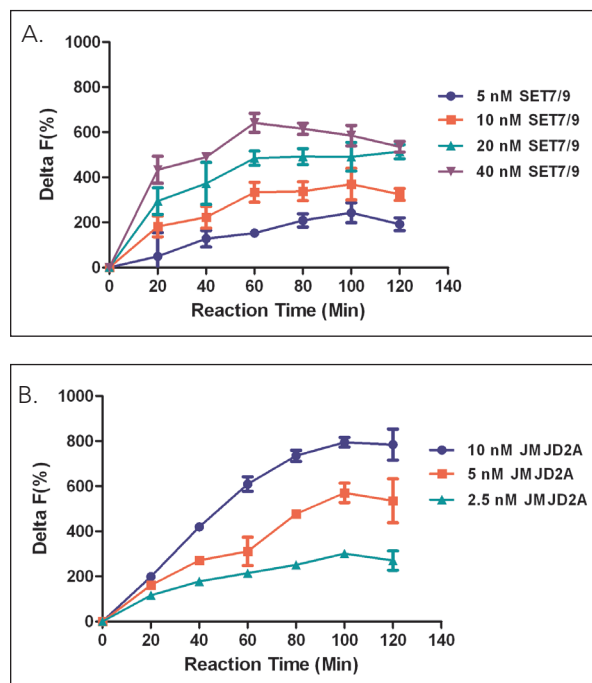 A.
1000
800
600
400
200
0
Delta F(%)
0 20 40 60 80 100 120 140
Reaction Time (Min)
5 nM SET7/9
10 nM SET7/9
20 nM SET7/9
40 nM SET7/9
B.
1000
800
600
400
200
0
Delta F(%)
0 20 40 60 80 100 120 140
Reaction Time (Min)
10 nM JMJD2A
5 nM JMJD2A
2.5 nM JMJD2A